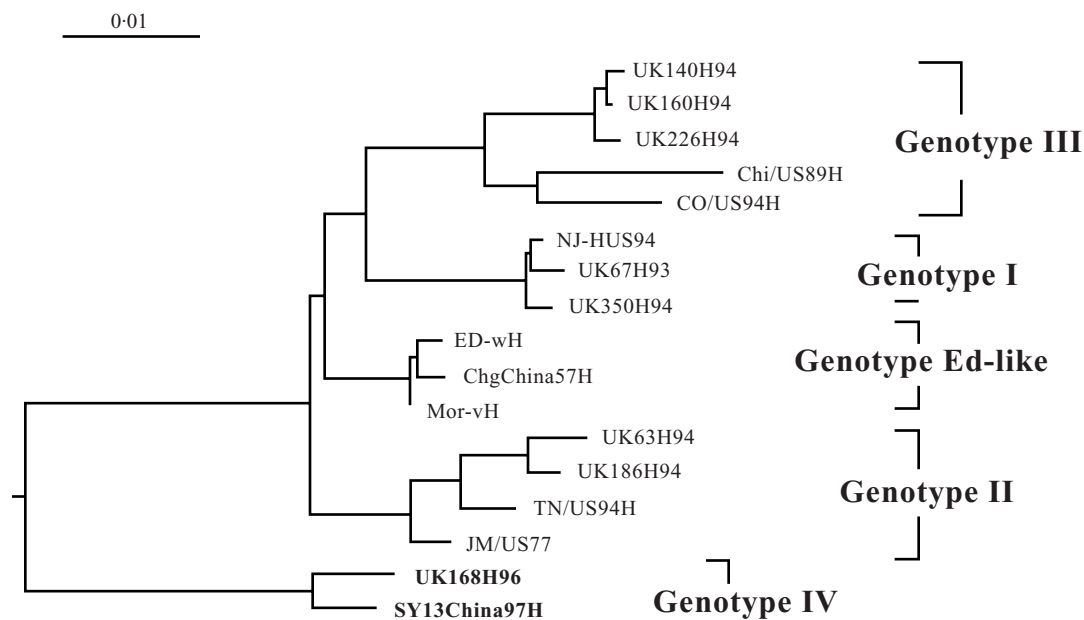 0·01
UK140H94
UK160H94
UK226H94
Genotype III
Chi/US89H
CO/US94H
NJ-HUS94
UK67H93
Genotype I
UK350H94
ED-wH
Genotype Ed-like
ChgChina57H
Mor-vH
UK63H94
UK186H94
Genotype II
TN/US94H
JM/US77
UK168H96
SY13China97H
Genotype IV